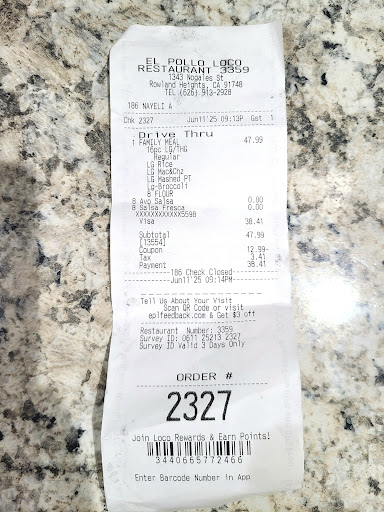 EL POLLO LOCO
RESTAURANT 3359
1343 Nogales St
Rowland Heights, CA 91748
TEL (626) 913-2928
186 NAYELI A
Chk 2327 Jun11'25 09:13P Gst 1
Drive Thru
1 FAMILY MEAL 47.99
16pc LG/THG
Regular
LG Rice
LG Mac&Chz
LG Mashed PT
Lg-Broccoli
6 FLOUR
8 Avo Salsa 0.00
8 Salsa Fresca 0.00
XXXXXXXXXXXX5598
Visa 38.41
Subtotal 47.99
[13554]
Coupon 12.99-
Tax 3.41
Payment 38.41
186 Check Closed
Jun11'25 09:14PM
Tell Us About Your Visit
Scan QR Code or visit
eplfeedback.com & Get $3 off
Restaurant Number: 3359
Survey ID: 0611 25213 2327
Survey ID Valid 3 Days Only
ORDER #
2327
Join Loco Rewards & Earn Points!
3440665772466
Enter Barcode Number in App